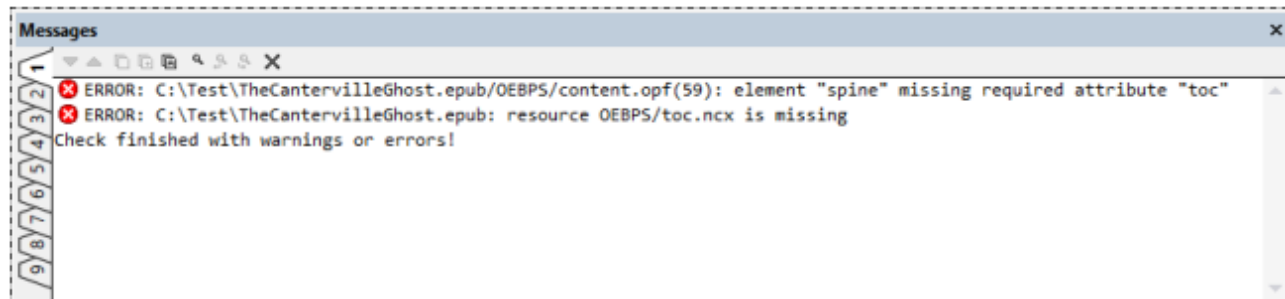 Messages
1
ERROR: C:\Test\TheCantervilleGhost.epub/OEBPS/content.opf(59): element "spine" missing required attribute "toc"
2
ERROR: C:\Test\TheCantervilleGhost.epub: resource OEBPS/toc.ncx is missing
3
Check finished with warnings or errors!
4
5
6
7
8
9